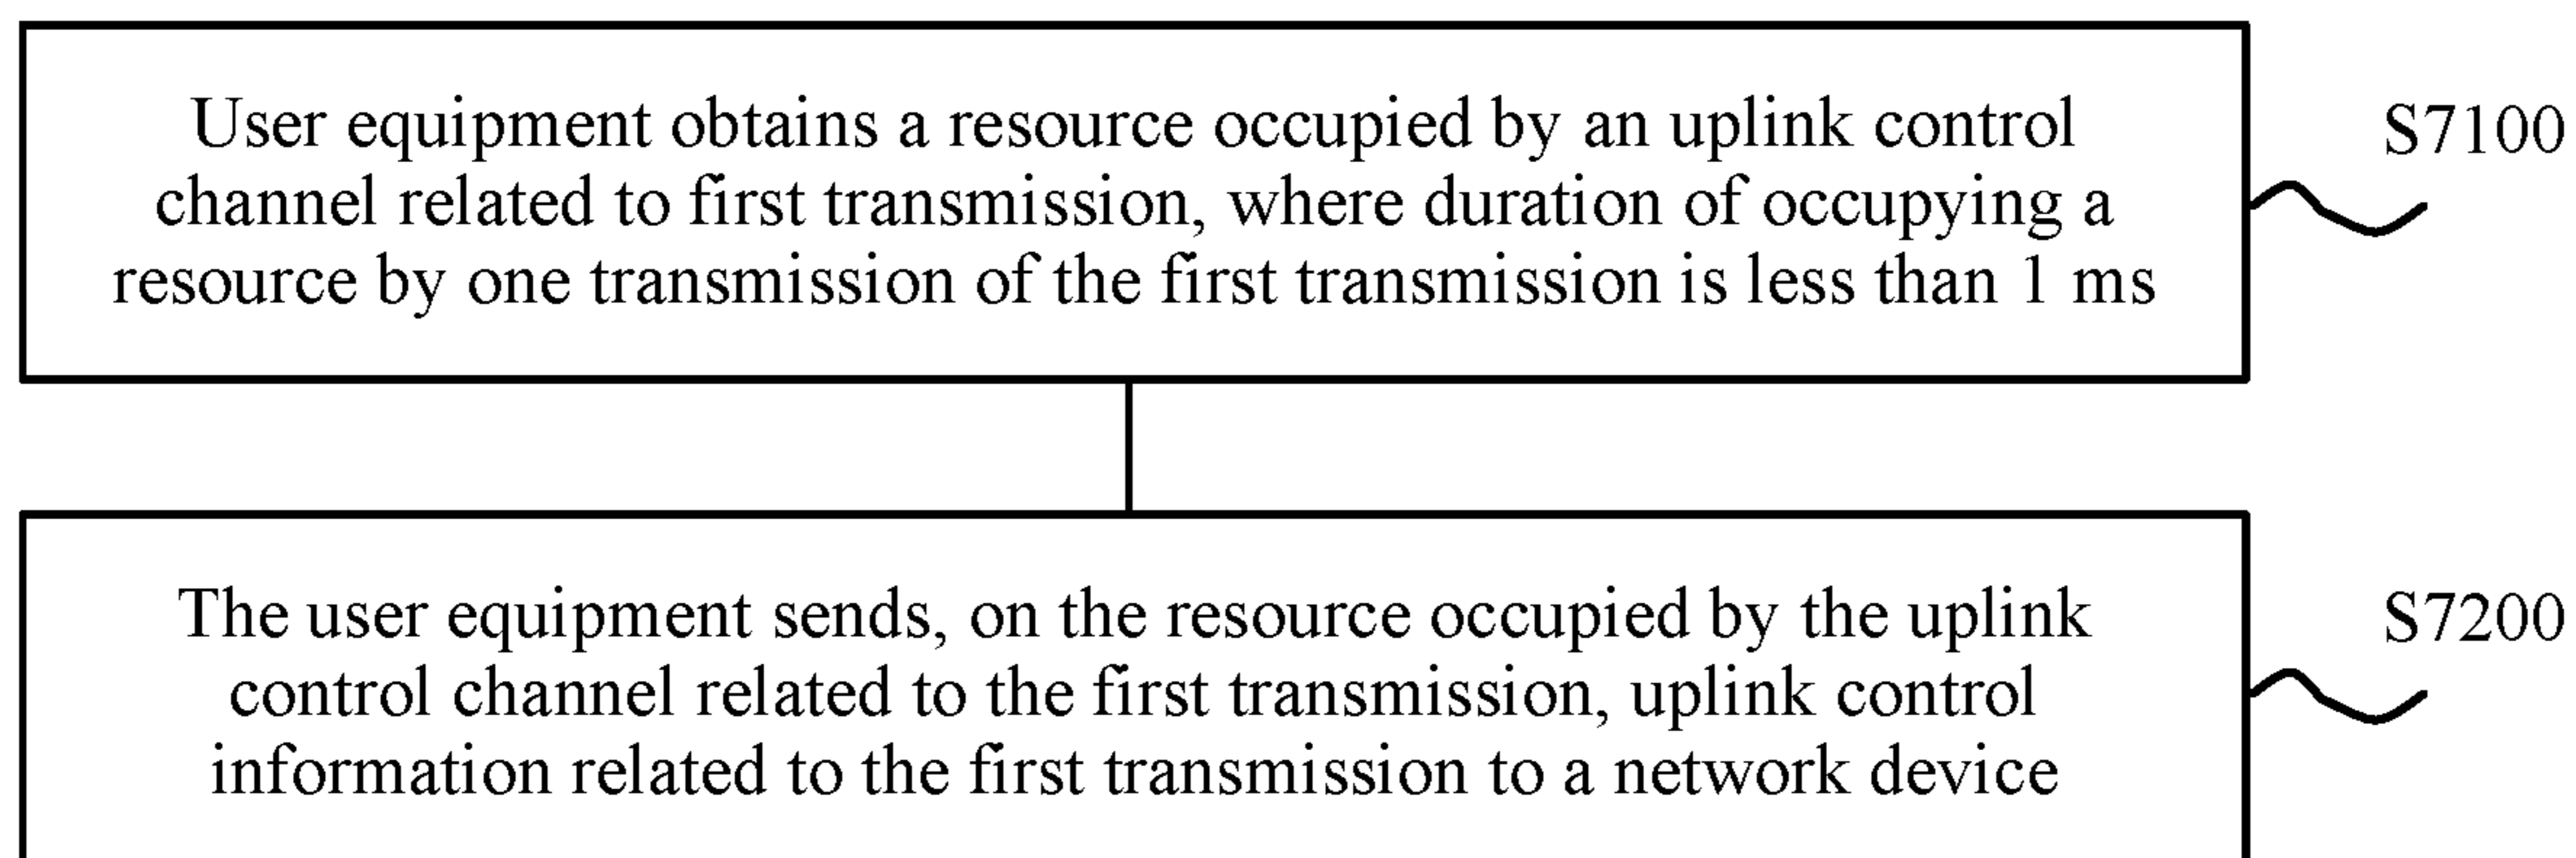 User equipment obtains a resource occupied by an uplink control
channel related to first transmission, where duration of occupying a
resource by one transmission of the first transmission is less than 1 ms
S7100
The user equipment sends, on the resource occupied by the uplink
control channel related to the first transmission, uplink control
information related to the first transmission to a network device
S7200